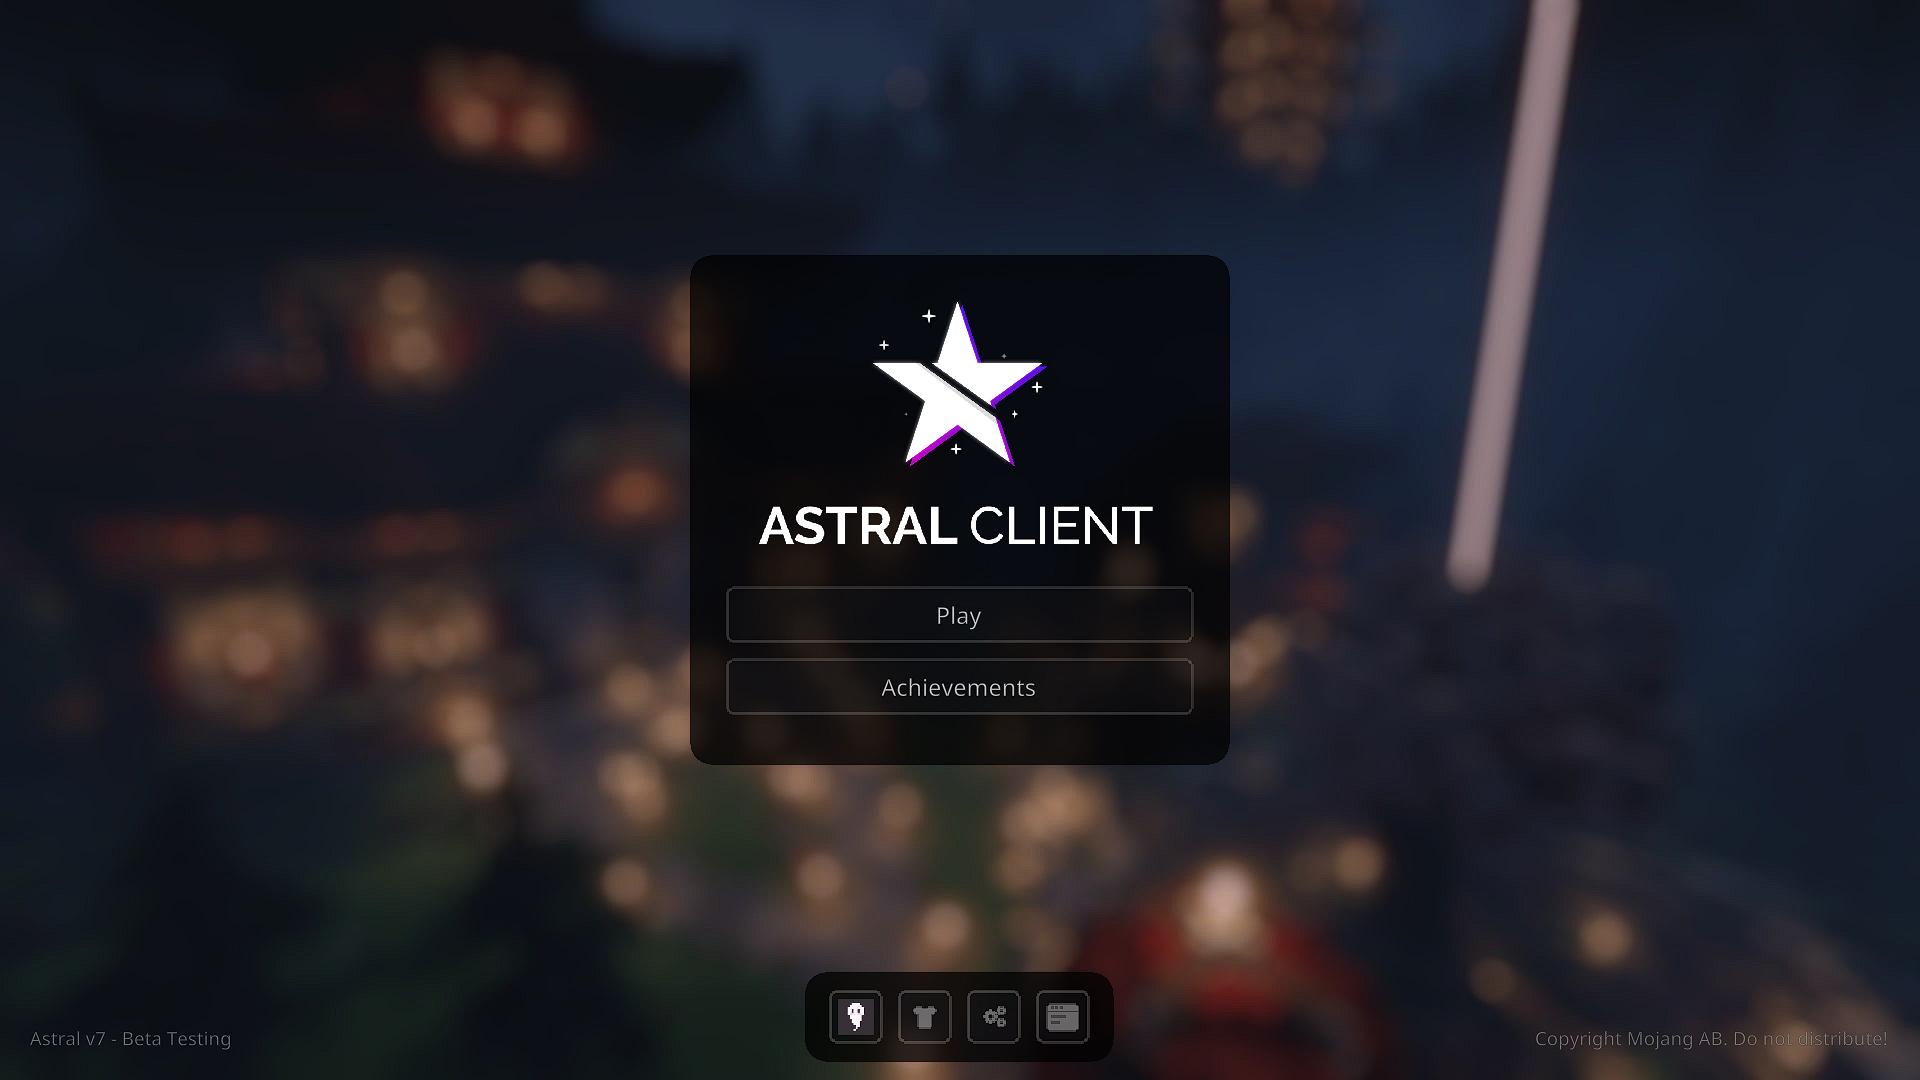 ASTRAL CLIENT
Play
Achievements
Astral v7 - Beta Testing
Copyright Mojang AB. Do not distribute!